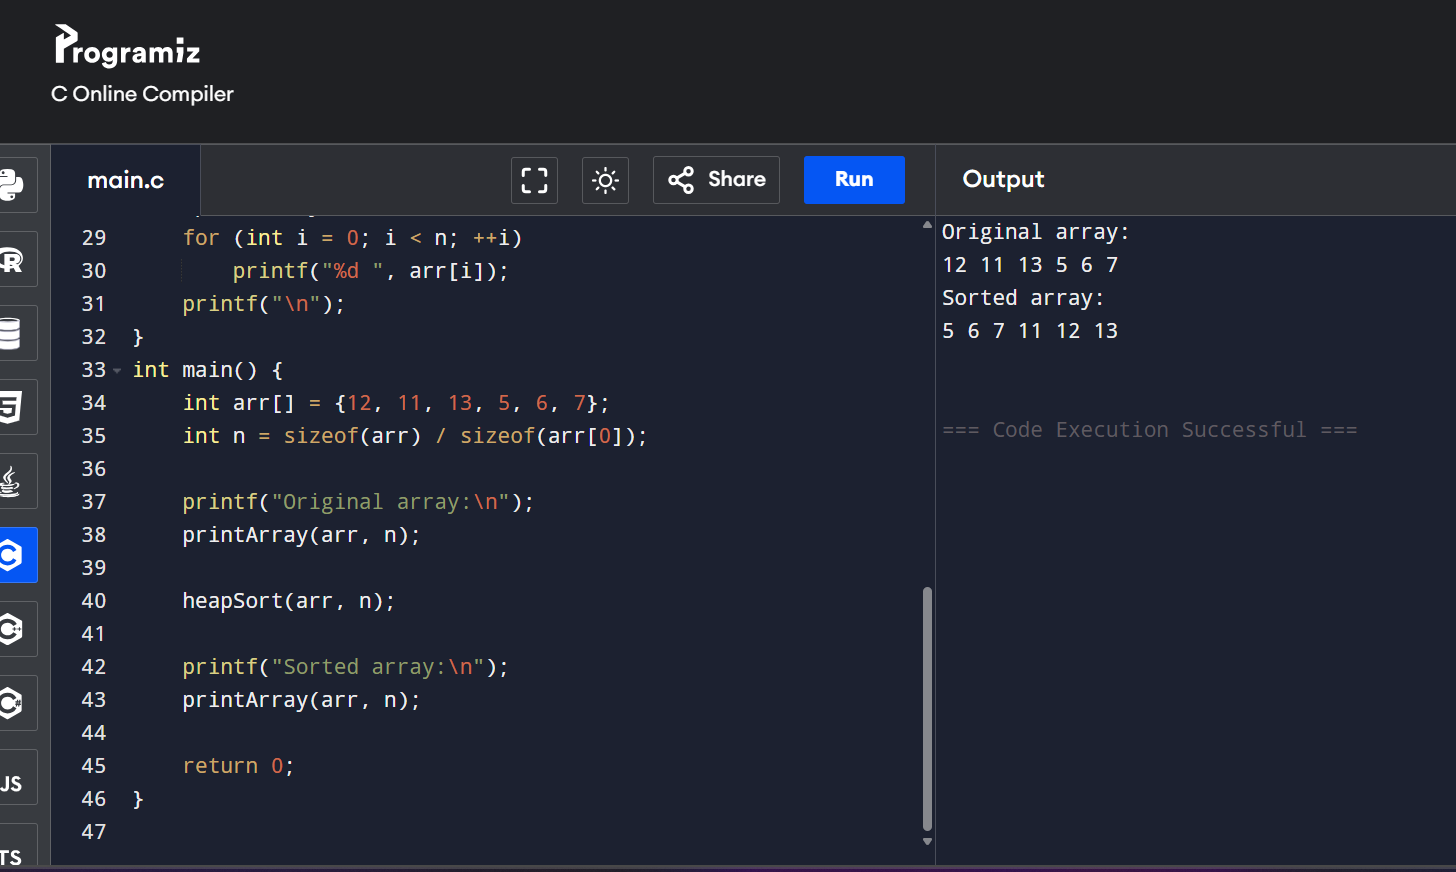 Programiz
C Online Compiler
main.c
Share
Run
Output
29 for (int i = 0; i < n; ++i)
30 printf("%d ", arr[i]);
31 printf("\n");
32 }
33 int main() {
34 int arr[] = {12, 11, 13, 5, 6, 7};
35 int n = sizeof(arr) / sizeof(arr[0]);
36
37 printf("Original array:\n");
38 printArray(arr, n);
39
40 heapSort(arr, n);
41
42 printf("Sorted array:\n");
43 printArray(arr, n);
44
45 return 0;
46 }
47
Original array:
12 11 13 5 6 7
Sorted array:
5 6 7 11 12 13
=== Code Execution Successful ===
R
5
C
C++
C#
JS
TS